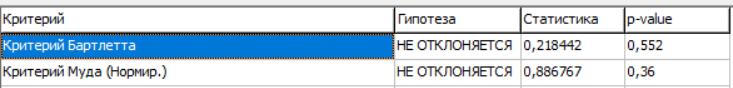 Критерий Гипотеза Статистика p-value
Критерий Бартлетта НЕ ОТКЛОНЯЕТСЯ 0,218442 0,552
Критерий Муда (Нормир.) НЕ ОТКЛОНЯЕТСЯ 0,886767 0,36